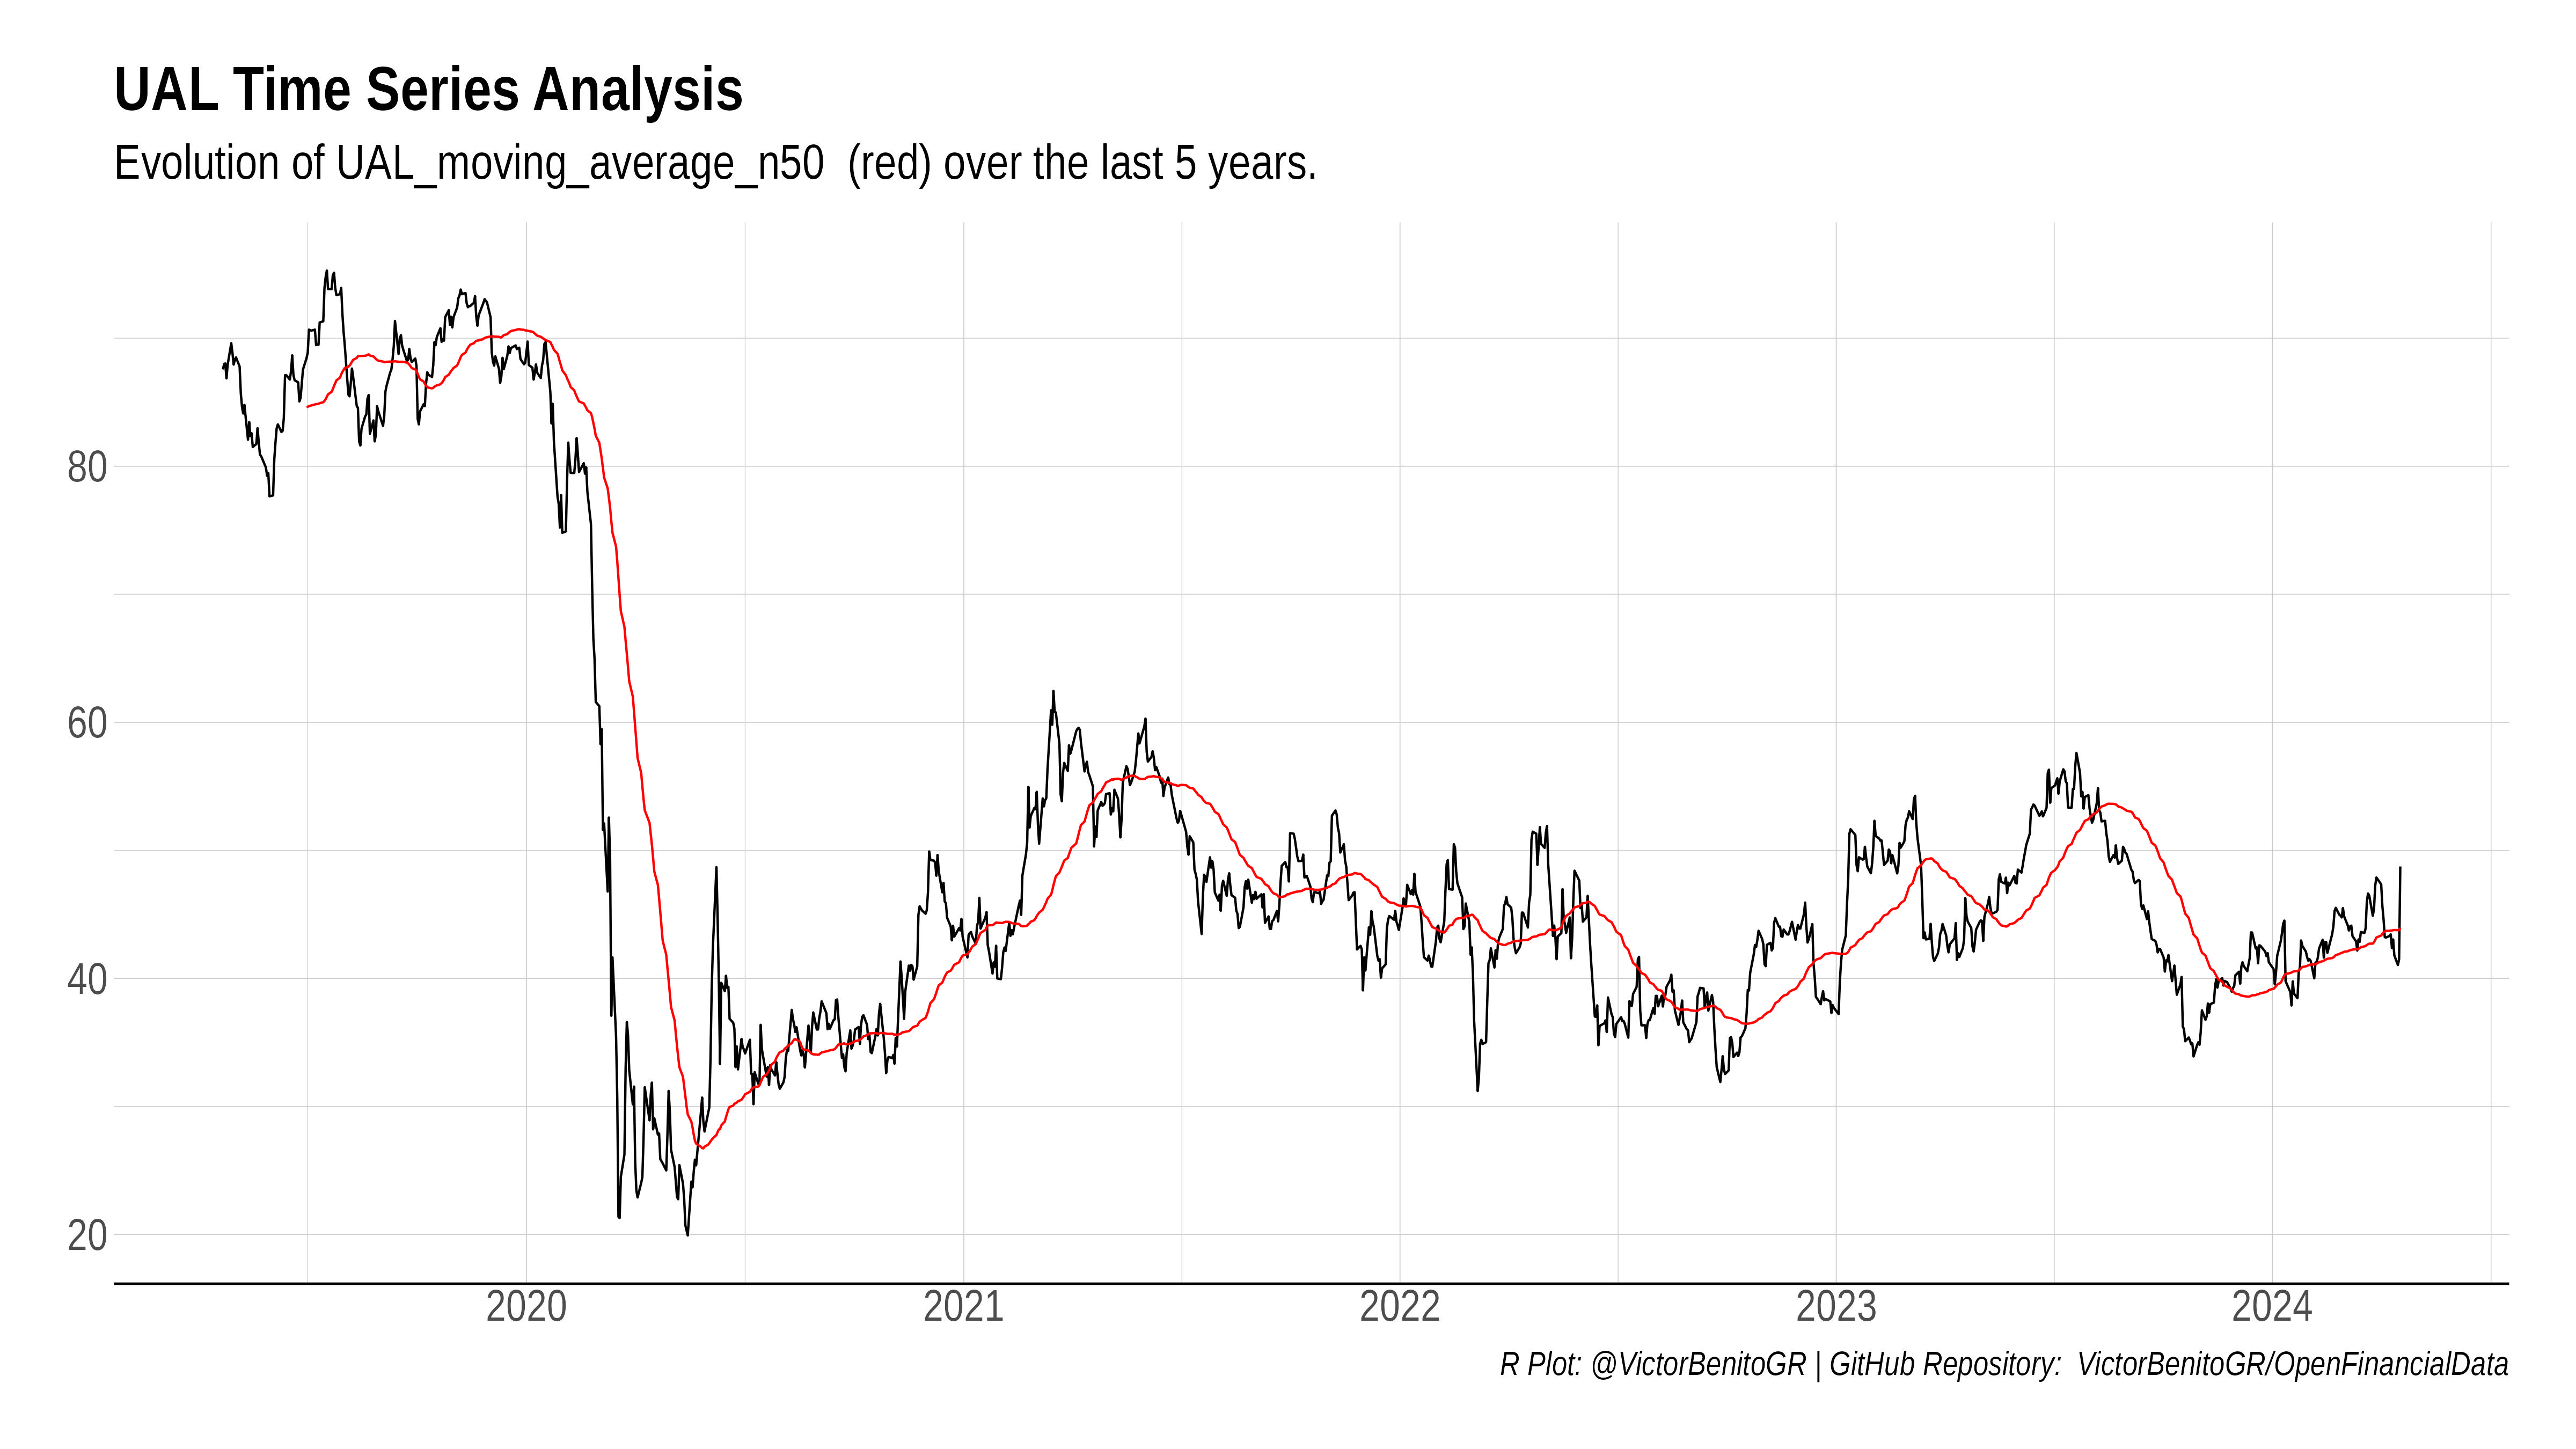 UAL Time Series Analysis
Evolution of UAL_moving_average_n50  (red) over the last 5 years.
80
60
40
20
2020 2021 2022 2023 2024
R Plot: @VictorBenitoGR | GitHub Repository:  VictorBenitoGR/OpenFinancialData